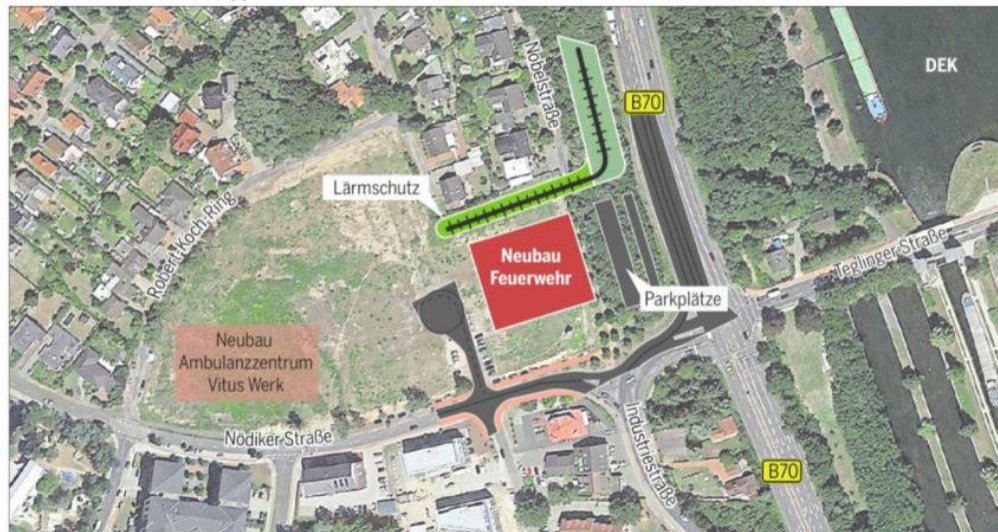 DEK
Nobelstraße
B70
Lärmschutz
Robert-Koch-Ring
Teglinger Straße
Neubau
Feuerwehr
Parkplätze
Neubau
Ambulanzzentrum
Vitus Werk
Nödiker Straße
Industriestraße
B70